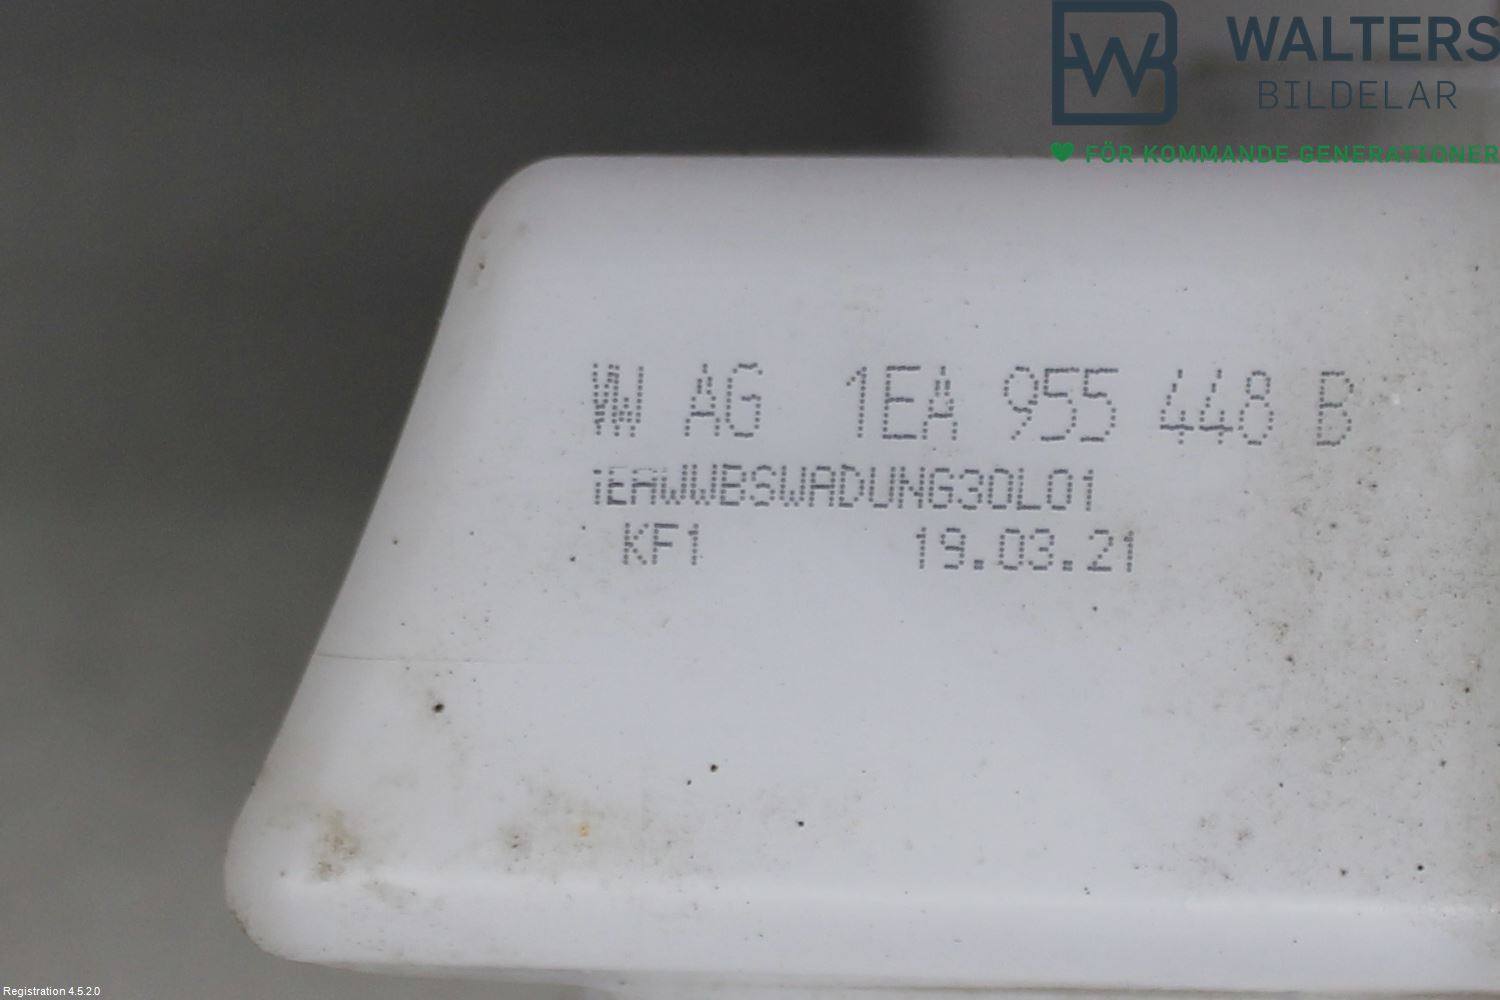 WALTERS
BILDELAR
FÖR KOMMANDE GENERATIONER
VW AG 1EA 955 448 B
1EAWWBSWADUNG30L01
KF1 19.03.21
Registration 4.5.2.0